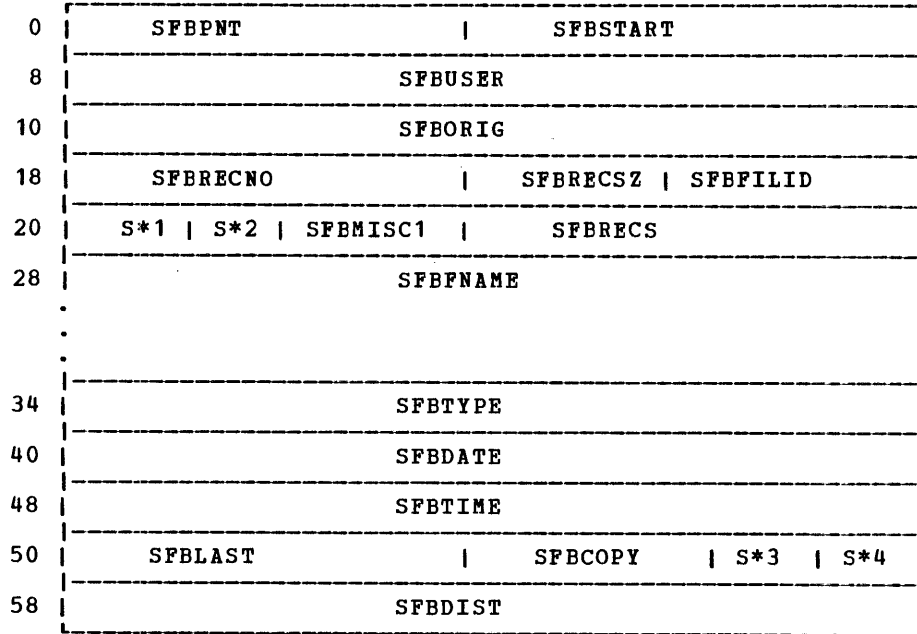 0 SFBPNT | SFBSTART
8 SFBUSER
10 SFBORIG
18 SFBRECNO | SFBRECSZ | SFBFILID
20 S*1 | S*2 | SFBMISC1 | SFBRECS
28 SFBFNAME
34 SFBTYPE
40 SFBDATE
48 SFBTIME
50 SFBLAST | SFBCOPY | S*3 | S*4
58 SFBDIST